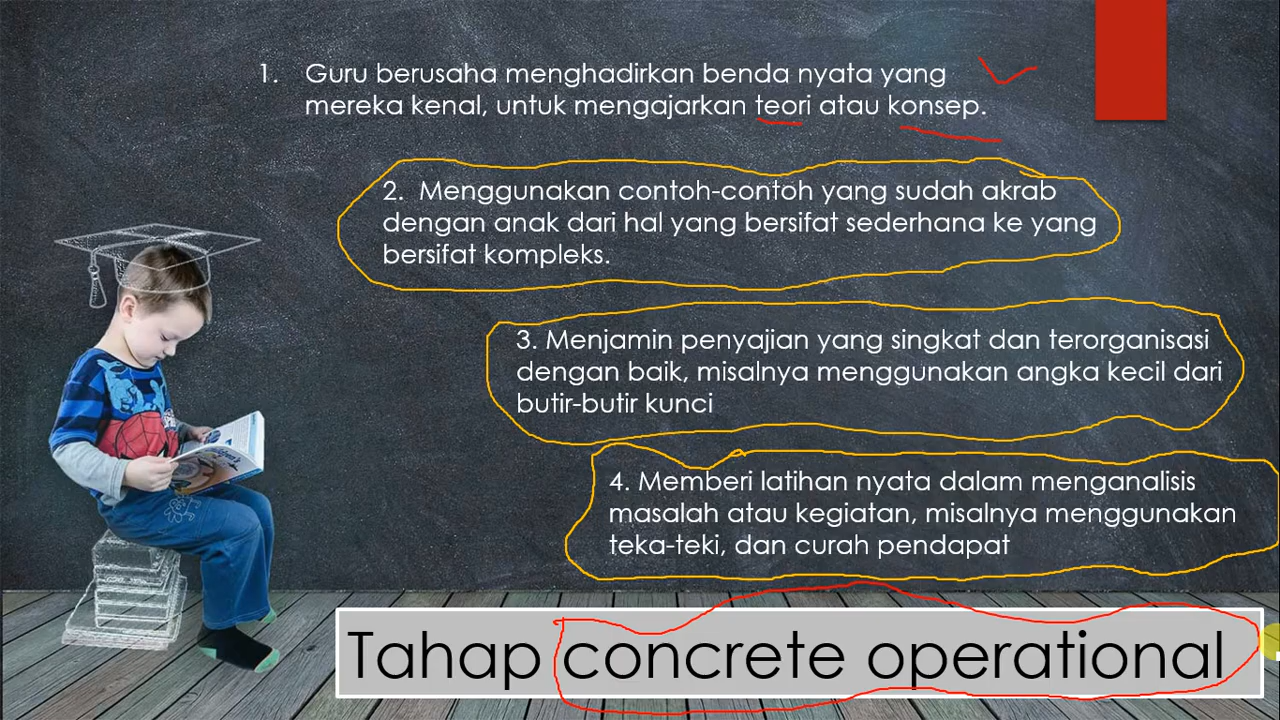 1. Guru berusaha menghadirkan benda nyata yang
mereka kenal, untuk mengajarkan teori atau konsep.
2. Menggunakan contoh-contoh yang sudah akrab
dengan anak dari hal yang bersifat sederhana ke yang
bersifat kompleks.
3. Menjamin penyajian yang singkat dan terorganisasi
dengan baik, misalnya menggunakan angka kecil dari
butir-butir kunci
4. Memberi latihan nyata dalam menganalisis
masalah atau kegiatan, misalnya menggunakan
teka-teki, dan curah pendapat
Tahap concrete operational